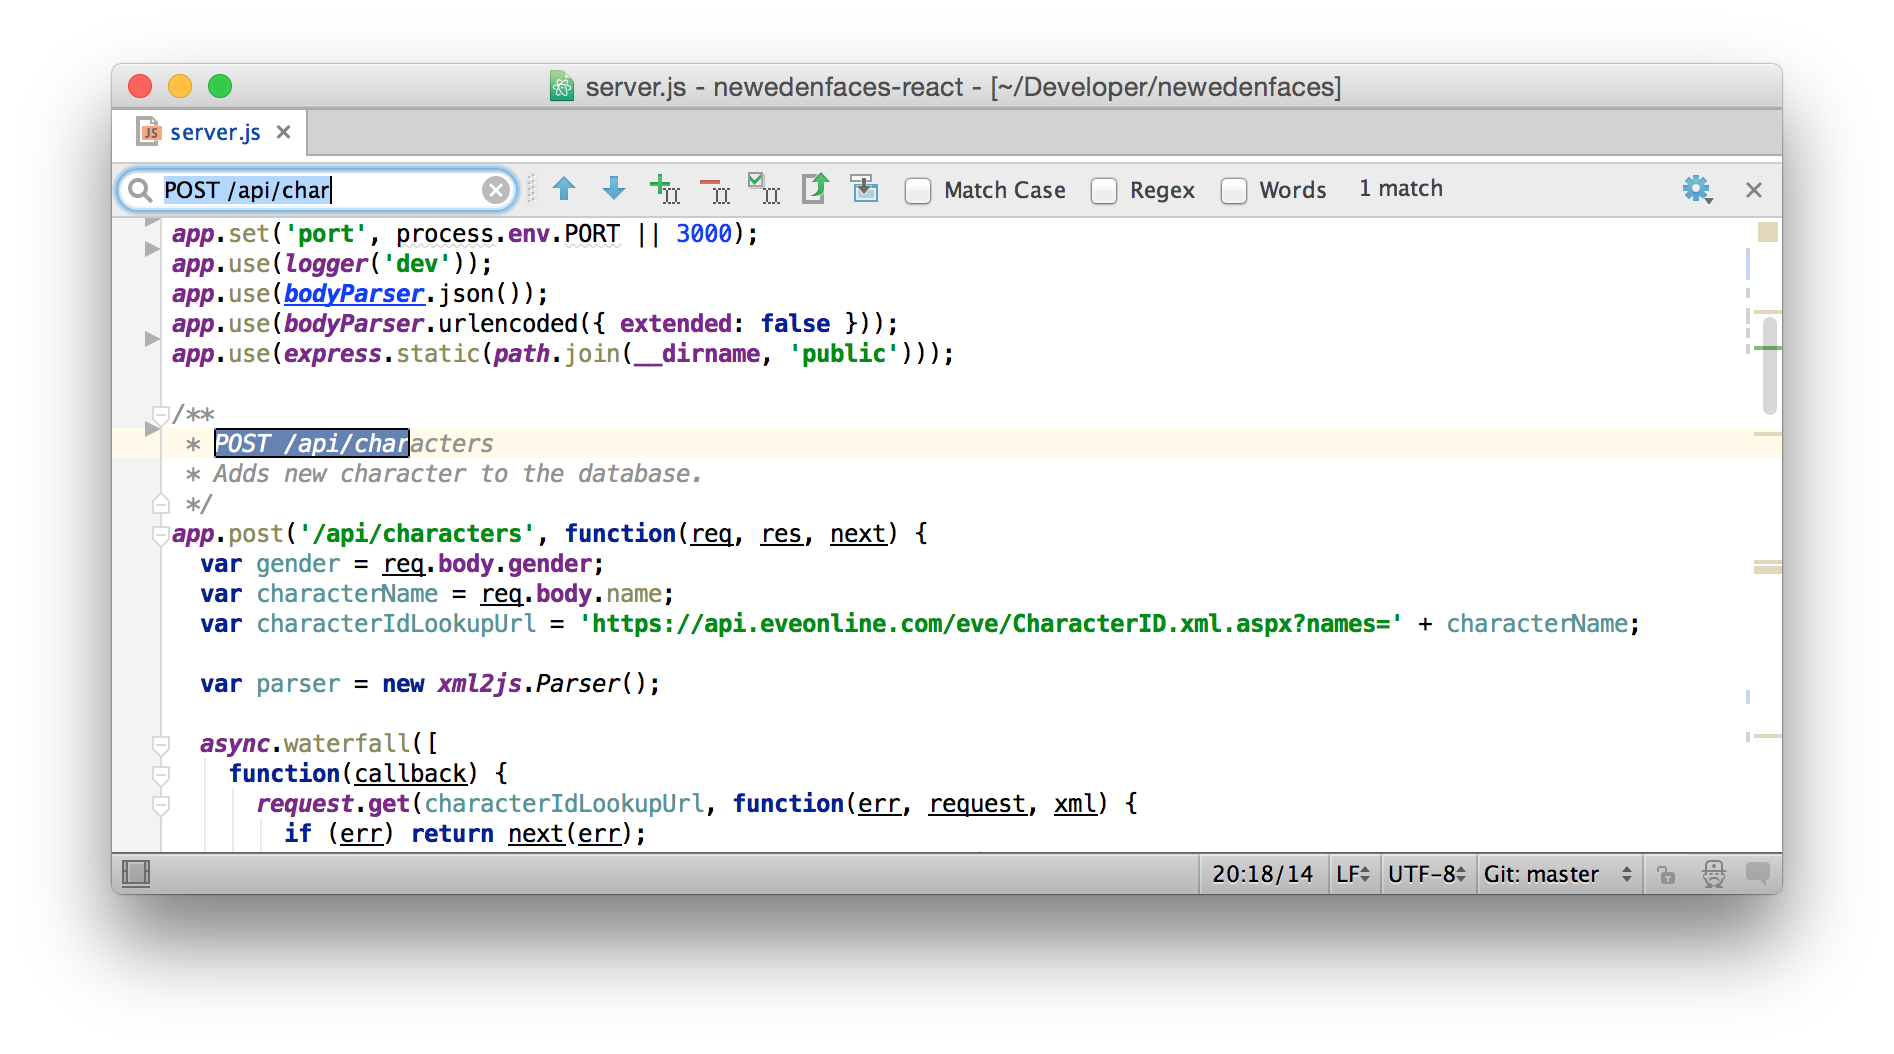 server.js - newedenfaces-react - [~/Developer/newedenfaces]
JS server.js
POST /api/char Match Case Regex Words 1 match
app.set('port', process.env.PORT || 3000);
app.use(logger('dev'));
app.use(bodyParser.json());
app.use(bodyParser.urlencoded({ extended: false }));
app.use(express.static(path.join(__dirname, 'public')));
/**
* POST /api/characters
* Adds new character to the database.
*/
app.post('/api/characters', function(req, res, next) {
var gender = req.body.gender;
var characterName = req.body.name;
var characterIdLookupUrl = 'https://api.eveonline.com/eve/CharacterID.xml.aspx?names=' + characterName;
var parser = new xml2js.Parser();
async.waterfall([
function(callback) {
request.get(characterIdLookupUrl, function(err, request, xml) {
if (err) return next(err);
20:18/14 LF UTF-8 Git: master